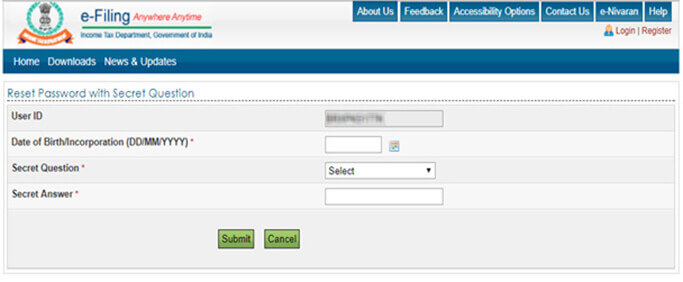 e-Filing Anywhere Anytime
Income Tax Department, Government of India
About Us Feedback Accessibility Options Contact Us e-Nivaran Help
Login | Register
Home Downloads News & Updates
Reset Password with Secret Question
User ID
Date of Birth/Incorporation (DD/MM/YYYY) *
Secret Question * Select
Secret Answer *
Submit Cancel